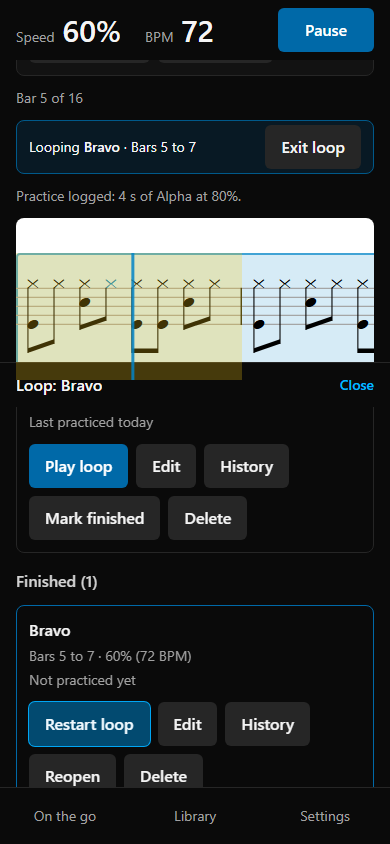 Speed 60% BPM 72 Pause
Bar 5 of 16
Looping Bravo · Bars 5 to 7 Exit loop
Practice logged: 4 s of Alpha at 80%.
Loop: Bravo Close
Last practiced today
Play loop Edit History
Mark finished Delete
Finished (1)
Bravo
Bars 5 to 7 · 60% (72 BPM)
Not practiced yet
Restart loop Edit History
Reopen Delete
On the go Library Settings